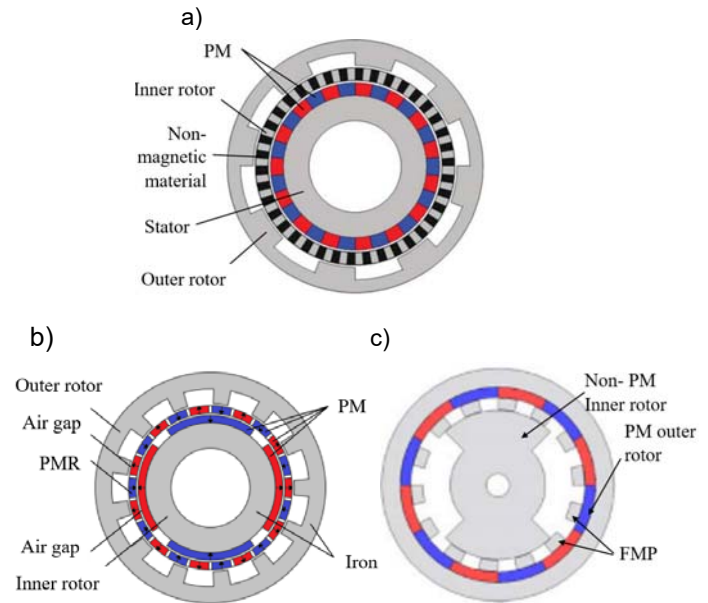 a)
PM
Inner rotor
Non-
magnetic
material
Stator
Outer rotor
b)
Outer rotor
Air gap
PMR
Air gap
Inner rotor
PM
Iron
c)
Non- PM
Inner rotor
PM outer
rotor
FMP